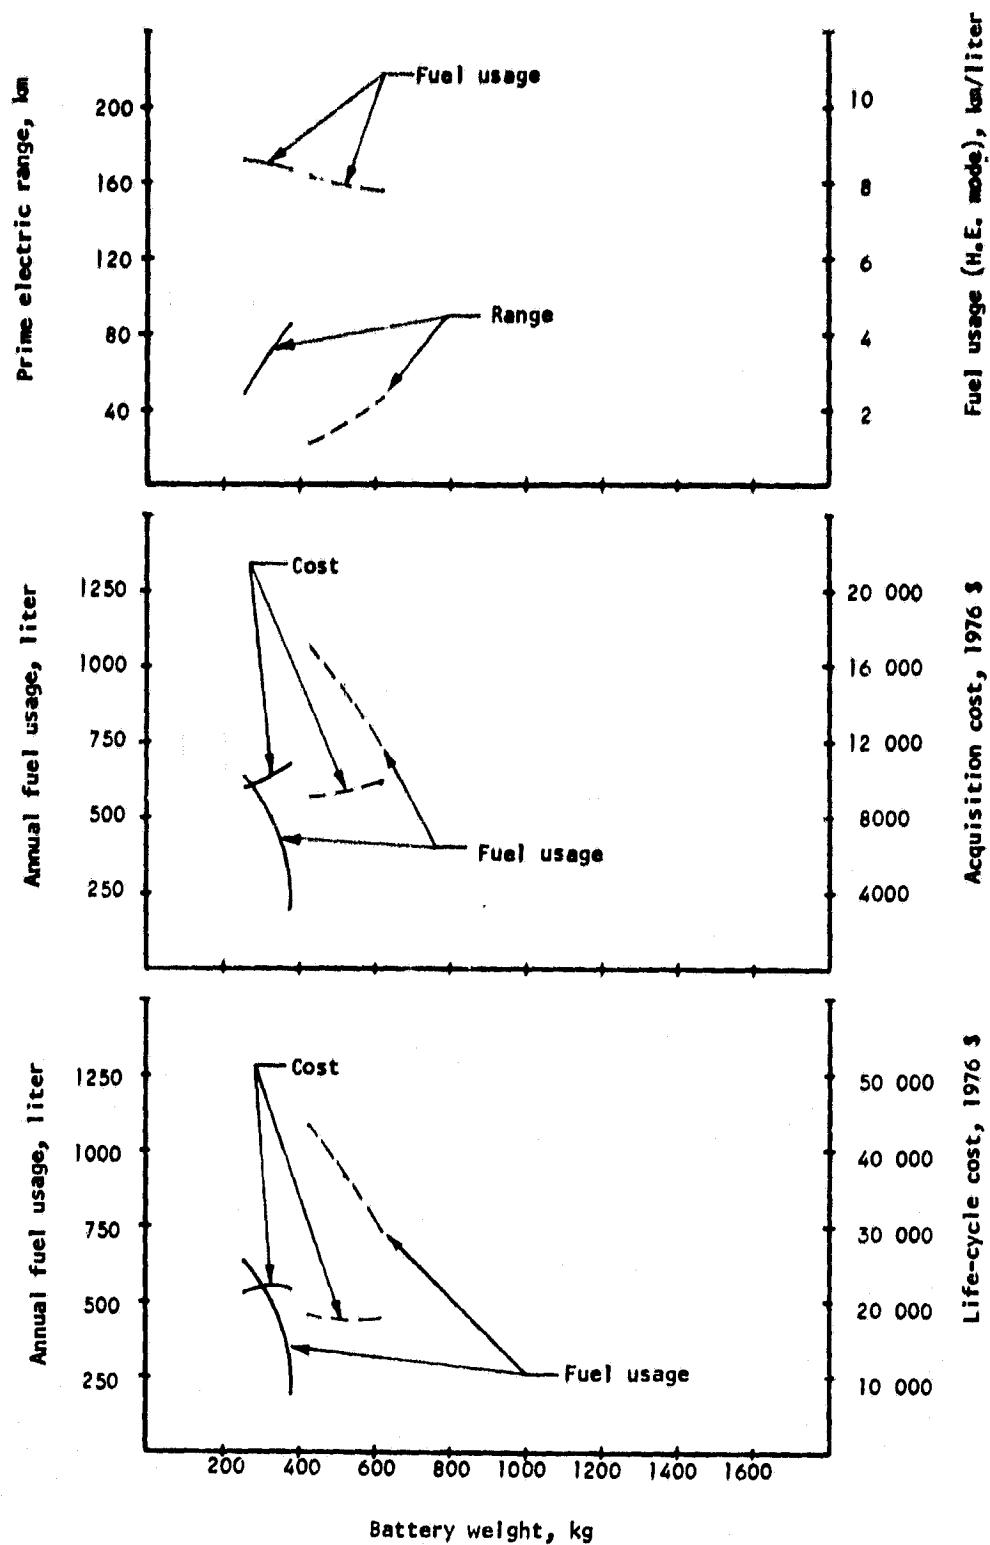 Prime electric range, km
200
160
120
80
40
Fuel usage
Range
10
8
6
4
2
Fuel usage (H.E. mode), km/liter
Annual fuel usage, liter
1250
1000
750
500
250
Cost
Fuel usage
20 000
16 000
12 000
8000
4000
Acquisition cost, 1976 $
Annual fuel usage, liter
1250
1000
750
500
250
Cost
Fuel usage
50 000
40 000
30 000
20 000
10 000
Life-cycle cost, 1976 $
200 400 600 800 1000 1200 1400 1600
Battery weight, kg